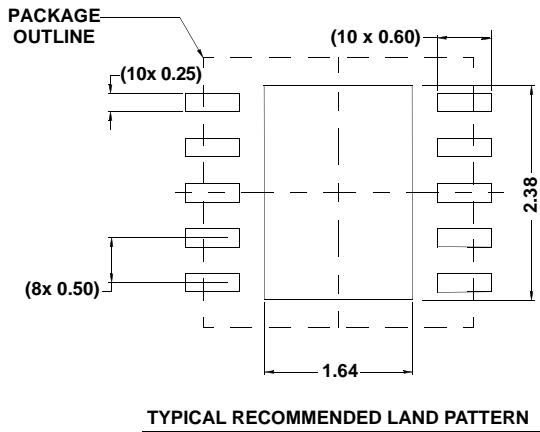 PACKAGE
OUTLINE
(10 x 0.60)
(10x 0.25)
2.38
(8x 0.50)
1.64
TYPICAL RECOMMENDED LAND PATTERN